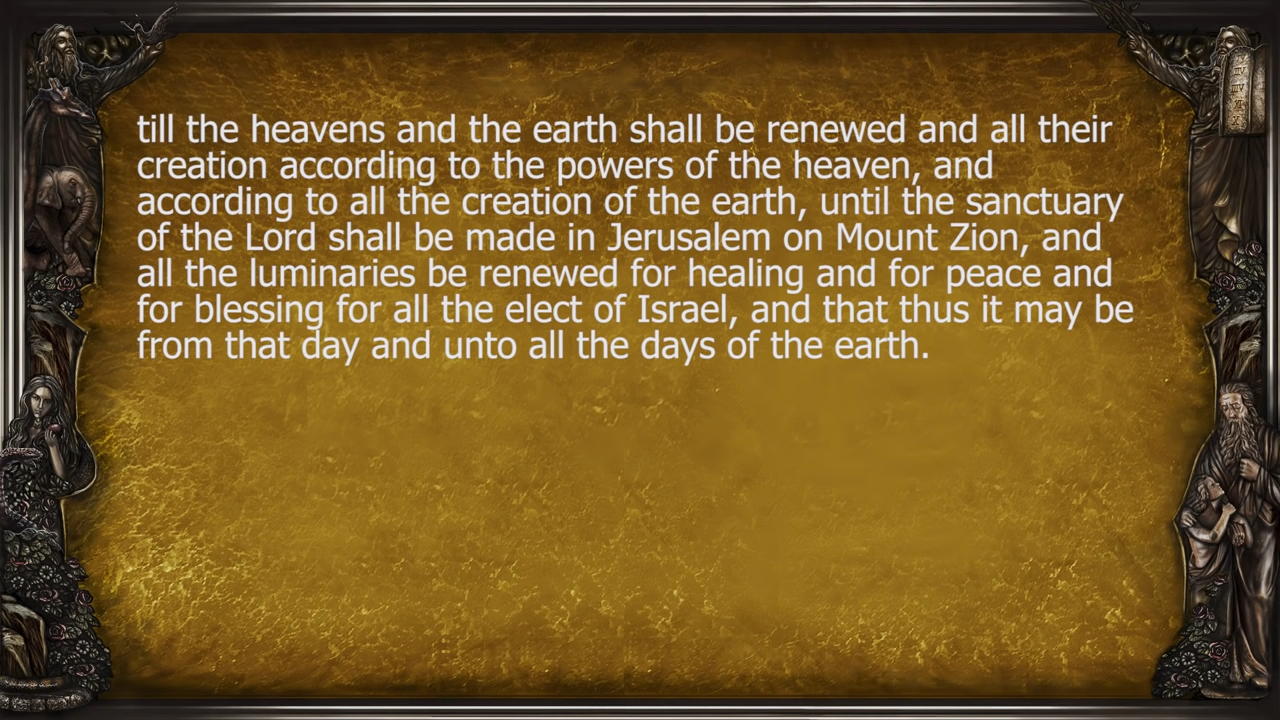 till the heavens and the earth shall be renewed and all their
creation according to the powers of the heaven, and
according to all the creation of the earth, until the sanctuary
of the Lord shall be made in Jerusalem on Mount Zion, and
all the luminaries be renewed for healing and for peace and
for blessing for all the elect of Israel, and that thus it may be
from that day and unto all the days of the earth.